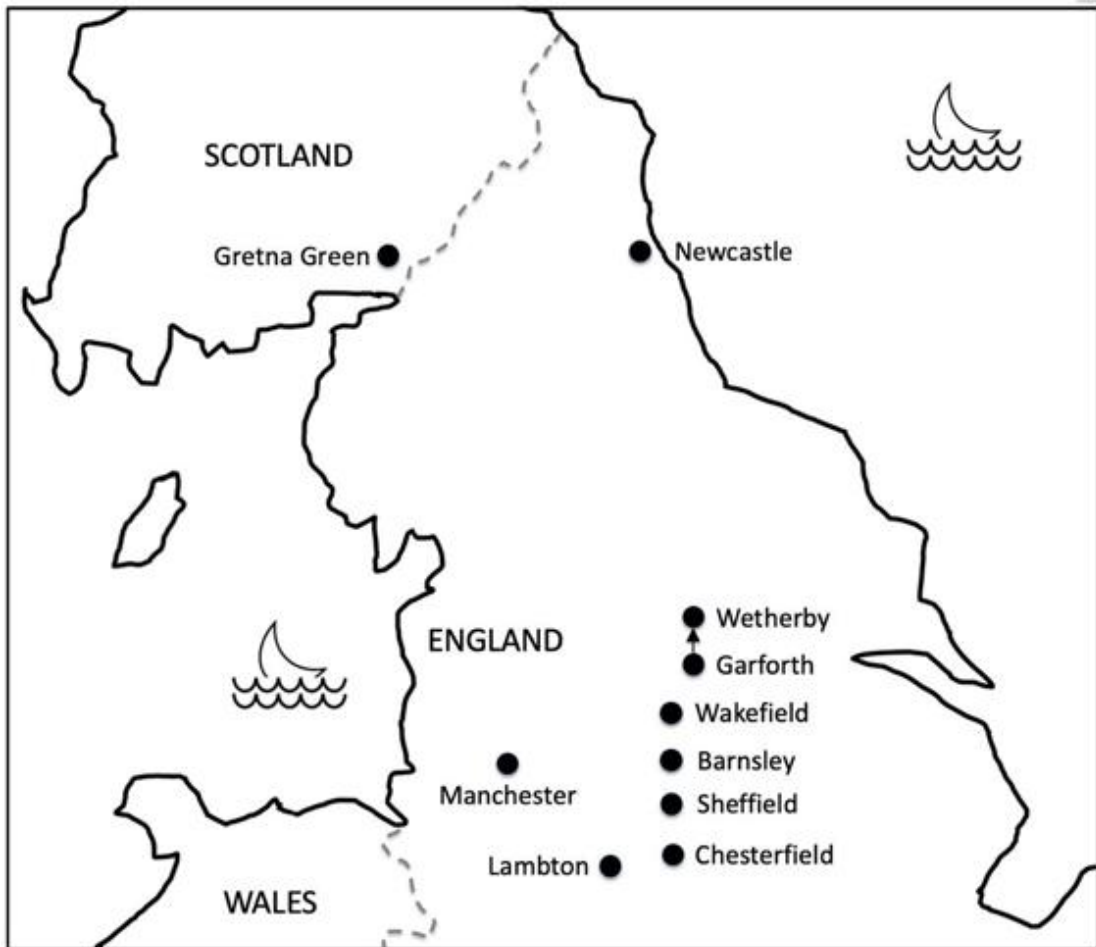 SCOTLAND
Gretna Green
Newcastle
Wetherby
ENGLAND
Garforth
Wakefield
Barnsley
Manchester
Sheffield
Chesterfield
Lambton
WALES